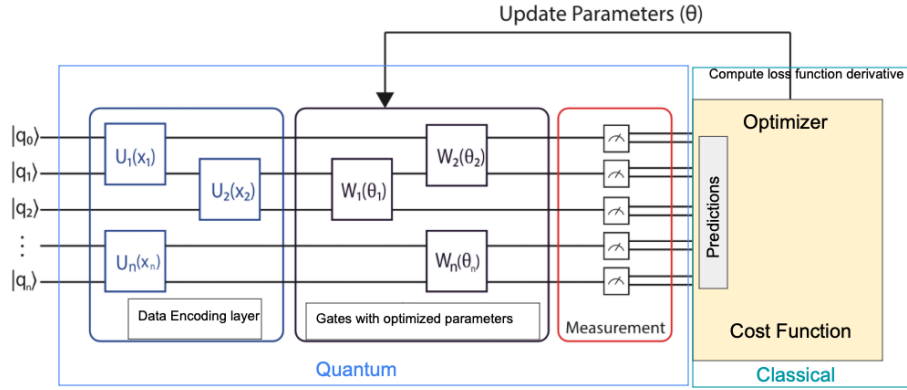 Update Parameters (θ)
Compute loss function derivative
|q₀⟩
|q₁⟩
|q₂⟩
⋮
|qₙ⟩
U₁(x₁)
U₂(x₂)
Uₙ(xₙ)
W₁(θ₁)
W₂(θ₂)
Wₙ(θₙ)
Data Encoding layer
Gates with optimized parameters
Measurement
Quantum
Optimizer
Predictions
Cost Function
Classical